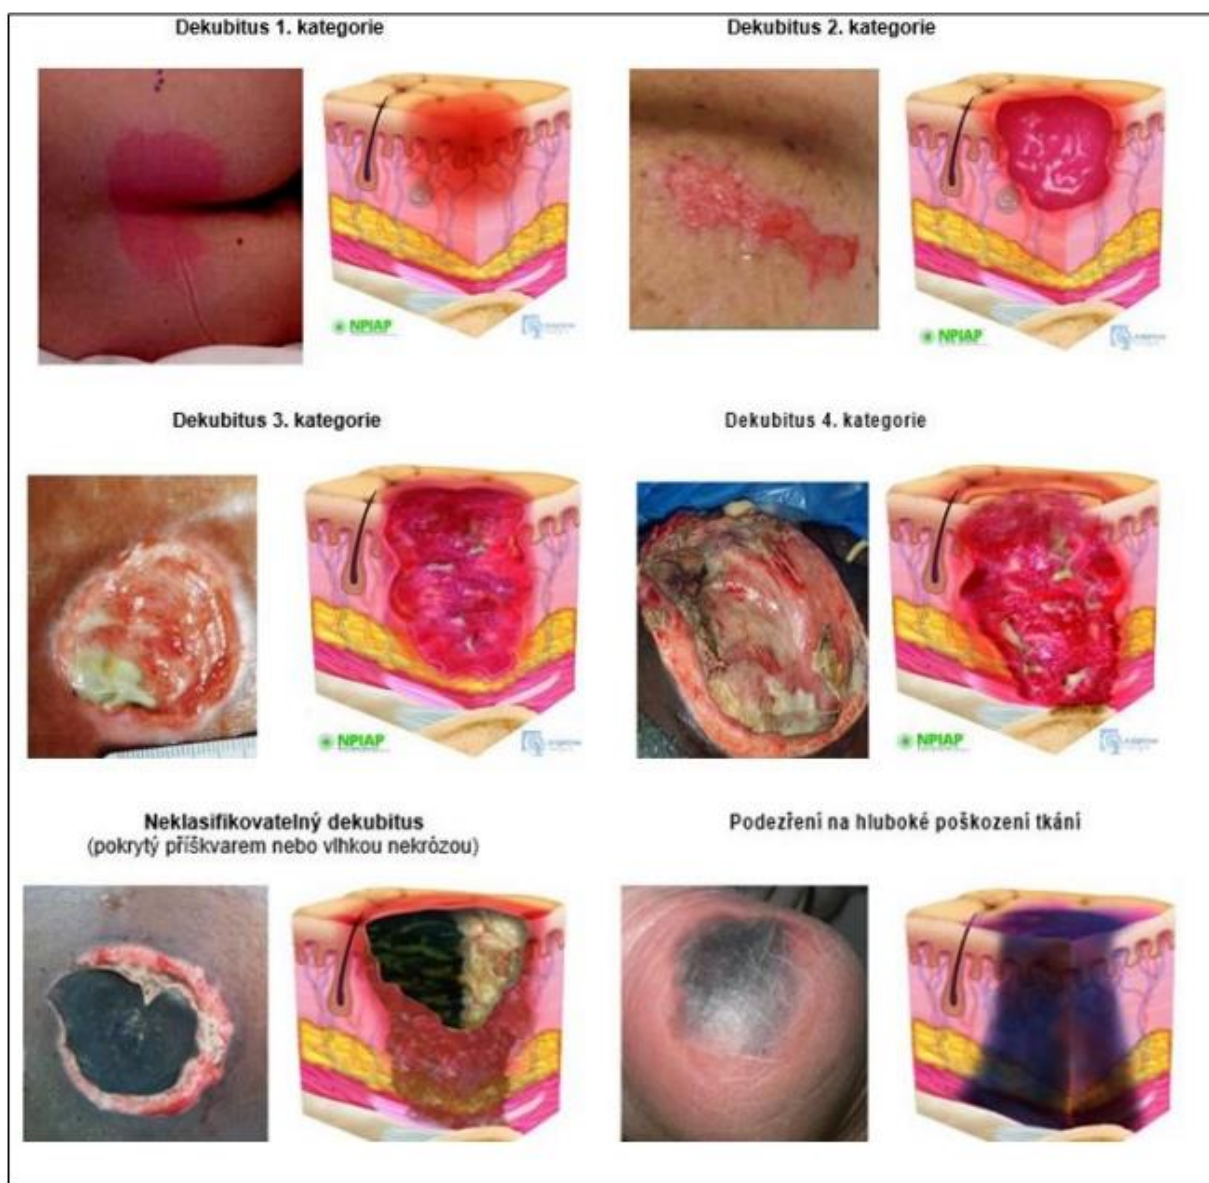 Dekubitus 1. kategorie
Dekubitus 2. kategorie
NPIAP
NPIAP
Dekubitus 3. kategorie
Dekubitus 4. kategorie
NPIAP
NPIAP
Neklasifikovatelný dekubitus
(pokrytý příškvarem nebo vlhkou nekrózou)
Podezření na hluboké poškození tkání